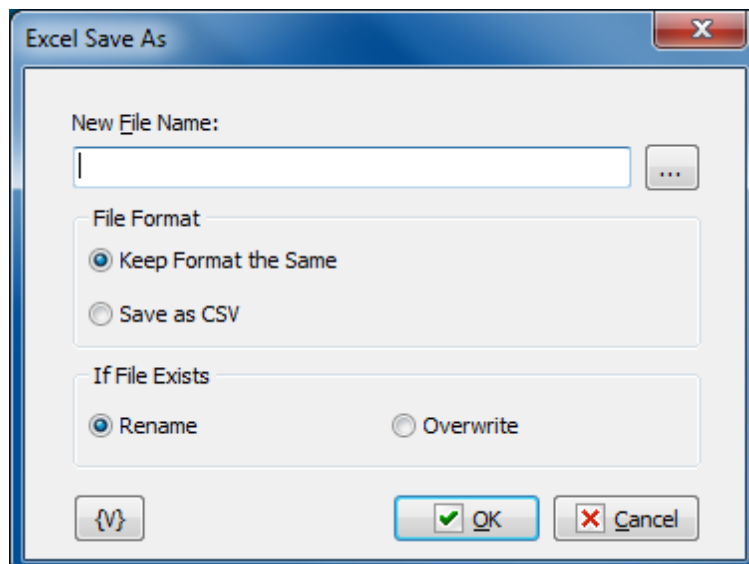 Excel Save As
New File Name:
...
File Format
Keep Format the Same
Save as CSV
If File Exists
Rename Overwrite
{V} OK Cancel